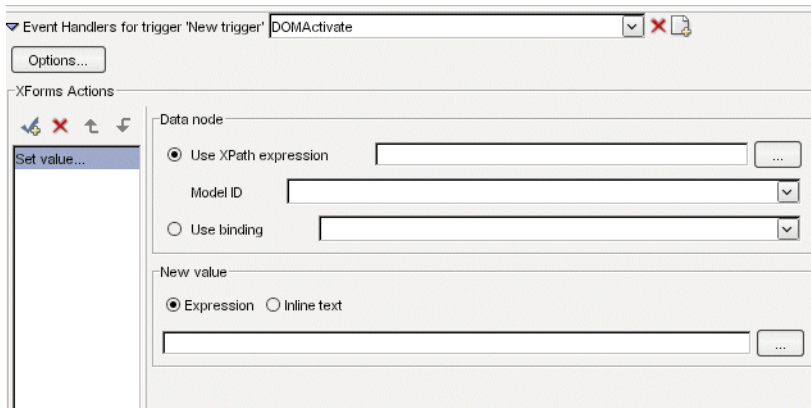 Event Handlers for trigger 'New trigger' DOMActivate
Options...
XForms Actions
Set value...
Data node
Use XPath expression ...
Model ID
Use binding
New value
Expression Inline text
...